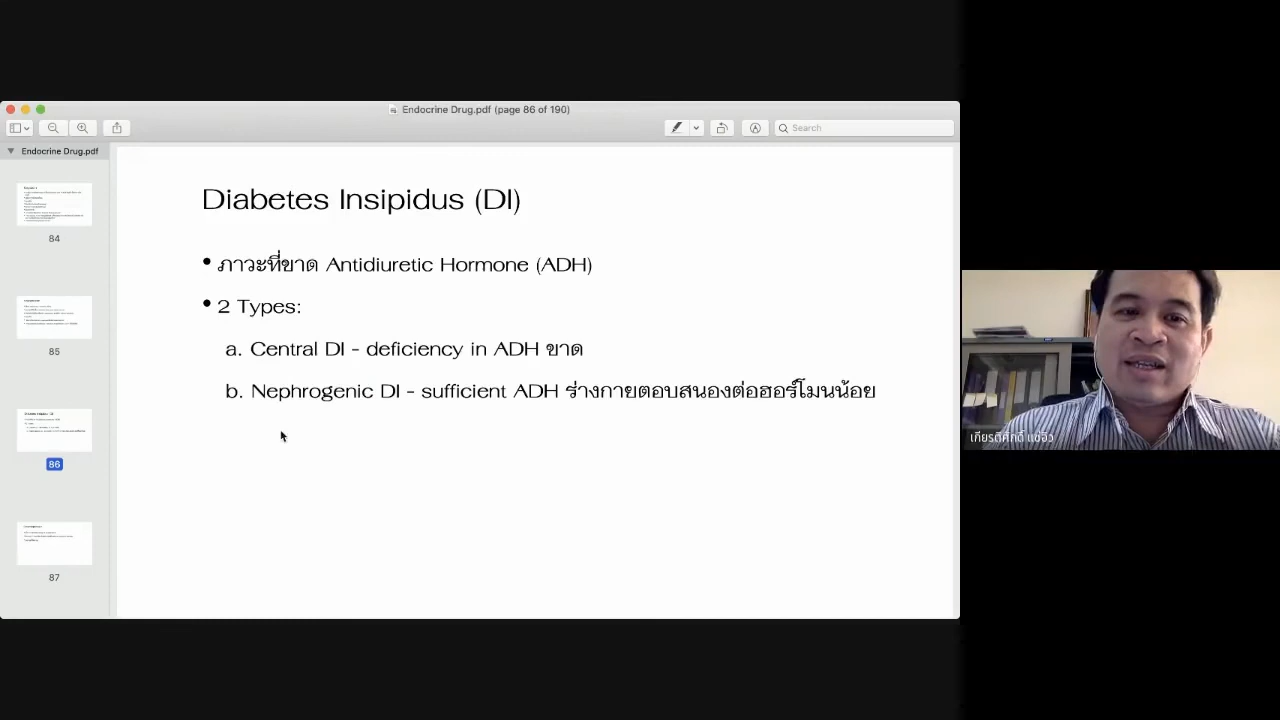 Endocrine Drug.pdf (page 86 of 190)
Search
Endocrine Drug.pdf
84
85
86
87
Diabetes Insipidus (DI)
• ภาวะที่ขาด Antidiuretic Hormone (ADH)
• 2 Types:
a. Central DI - deficiency in ADH ขาด
b. Nephrogenic DI - sufficient ADH ร่างกายตอบสนองต่อฮอร์โมนน้อย
เกียรติศักดิ์ แซ่อิว